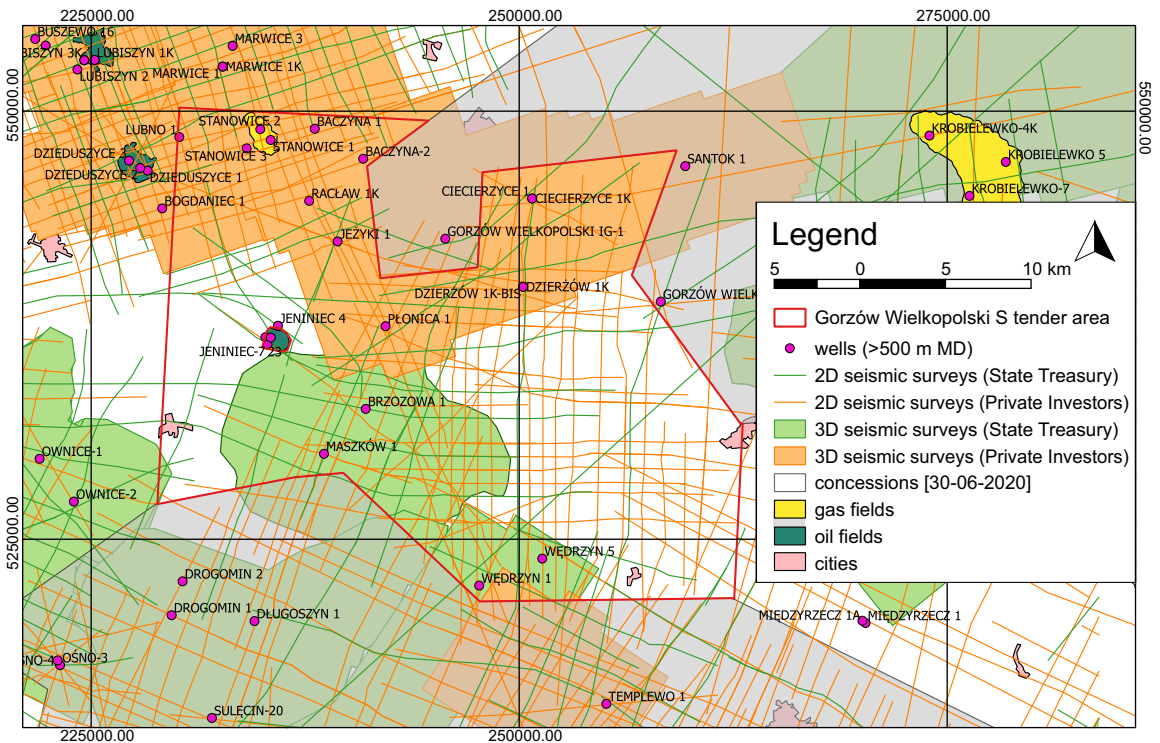 225000.00
250000.00
275000.00
BUSZEWO 16
BISZYN 3K
LUBISZYN 1K
LUBISZYN 2
MARWICE 3
MARWICE 1
MARWICE 1K
550000.00
550000.00
LUBNO 1
STANOWICE 2
BACZYNA 1
STANOWICE 1
STANOWICE 3
BACZYNA-2
DZIEDUSZYCE 3
DZIEDUSZYCE 2
DZIEDUSZYCE 1
BOGDANIEC 1
RACŁAW 1K
CIECIERZYCE 1
CIECIERZYCE 1K
SANTOK 1
KROBIELEWKO-4K
KROBIELEWKO 5
KROBIELEWKO-7
JEŻYKI 1
GORZÓW WIELKOPOLSKI IG-1
DZIERŻÓW 1K-BIS
DZIERŻÓW 1K
GORZÓW WIELK
JENINIEC 4
JENINIEC-7
23
PŁONICA 1
BRZOZOWA 1
MASZKÓW 1
OWNICE-1
OWNICE-2
525000.00
525000.00
WĘDRZYN 5
WĘDRZYN 1
DROGOMIN 2
DROGOMIN 1
DŁUGOSZYN 1
MIĘDZYRZECZ 1A
MIĘDZYRZECZ 1
ŚNO-4
OŚNO-3
SULĘCIN-20
TEMPLEWO 1
225000.00
250000.00
275000.00
Legend
5 0 5 10 km
Gorzów Wielkopolski S tender area
wells (>500 m MD)
2D seismic surveys (State Treasury)
2D seismic surveys (Private Investors)
3D seismic surveys (State Treasury)
3D seismic surveys (Private Investors)
concessions [30-06-2020]
gas fields
oil fields
cities